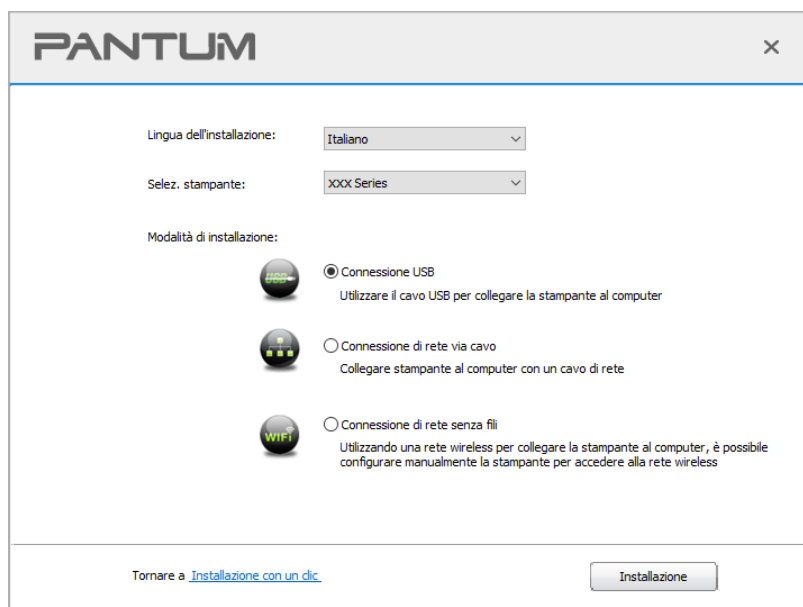 PANTUM
Lingua dell'installazione:
Italiano
Selez. stampante:
XXX Series
Modalità di installazione:
USB
Connessione USB
Utilizzare il cavo USB per collegare la stampante al computer
Connessione di rete via cavo
Collegare stampante al computer con un cavo di rete
WiFi
Connessione di rete senza fili
Utilizzando una rete wireless per collegare la stampante al computer, è possibile
configurare manualmente la stampante per accedere alla rete wireless
Tornare a Installazione con un clic
Installazione